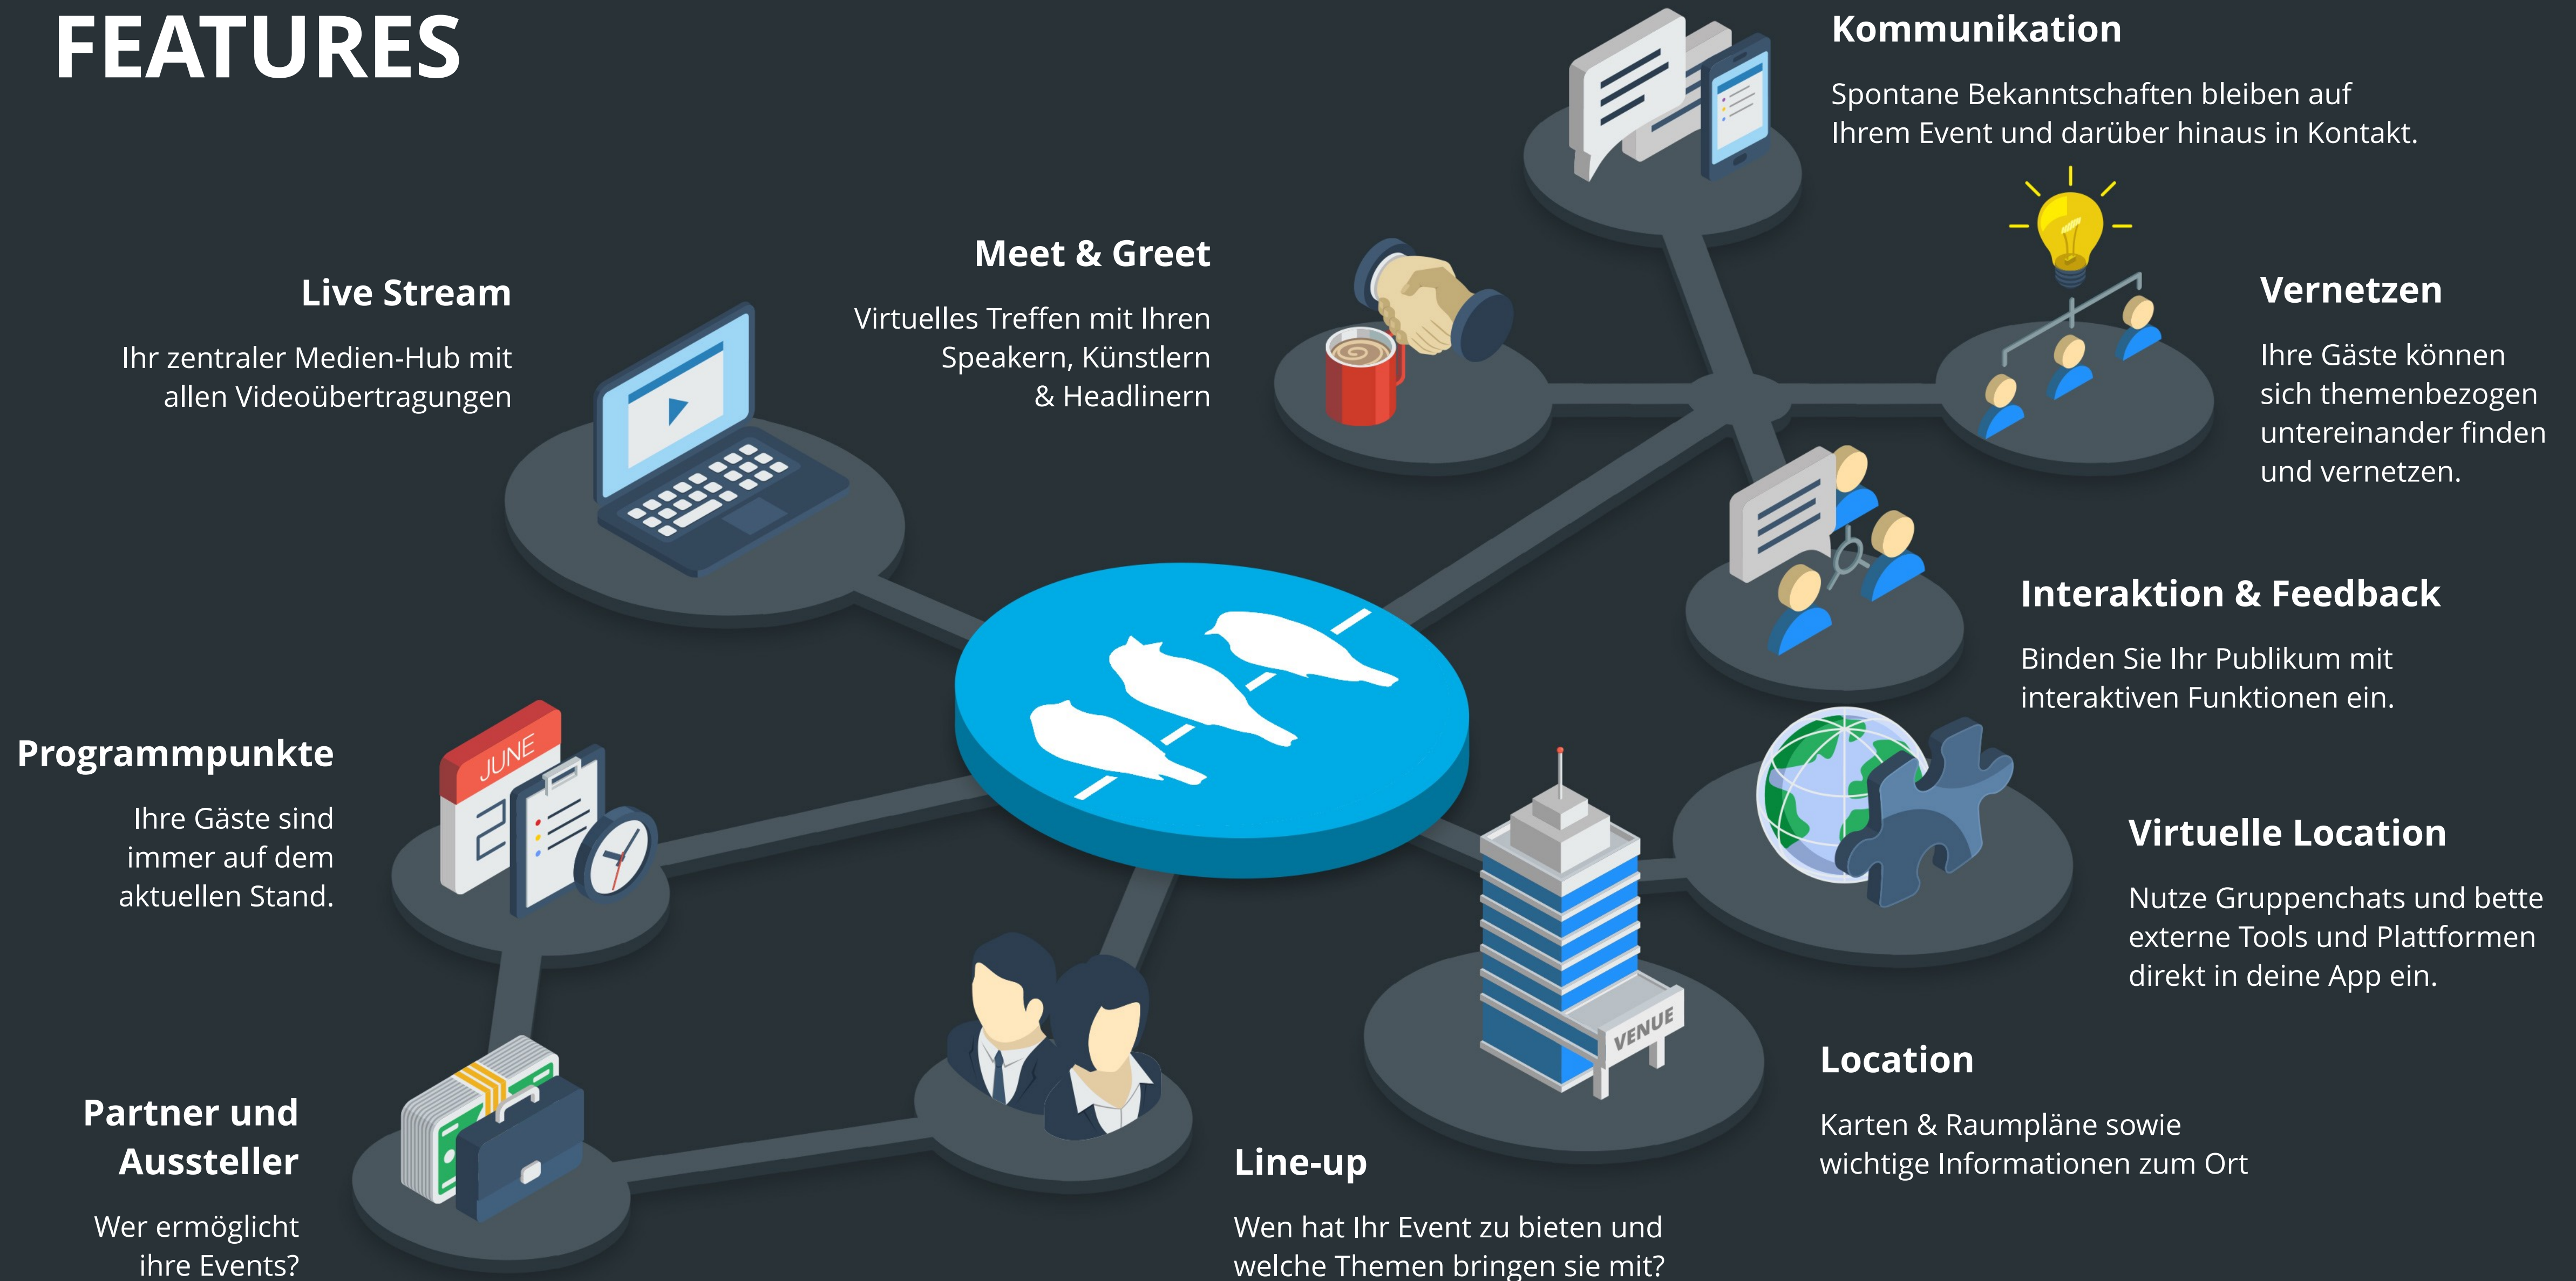 FEATURES
Kommunikation
Spontane Bekanntschaften bleiben auf
Ihrem Event und darüber hinaus in Kontakt.
Meet & Greet
Virtuelles Treffen mit Ihren
Speakern, Künstlern
& Headlinern
Live Stream
Ihr zentraler Medien-Hub mit
allen Videoübertragungen
Vernetzen
Ihre Gäste können
sich themenbezogen
untereinander finden
und vernetzen.
Interaktion & Feedback
Binden Sie Ihr Publikum mit
interaktiven Funktionen ein.
Programmpunkte
Ihre Gäste sind
immer auf dem
aktuellen Stand.
JUNE
2
Virtuelle Location
Nutze Gruppenchats und bette
externe Tools und Plattformen
direkt in deine App ein.
VENUE
Location
Karten & Raumpläne sowie
wichtige Informationen zum Ort
Partner und
Aussteller
Wer ermöglicht
ihre Events?
Line-up
Wen hat Ihr Event zu bieten und
welche Themen bringen sie mit?